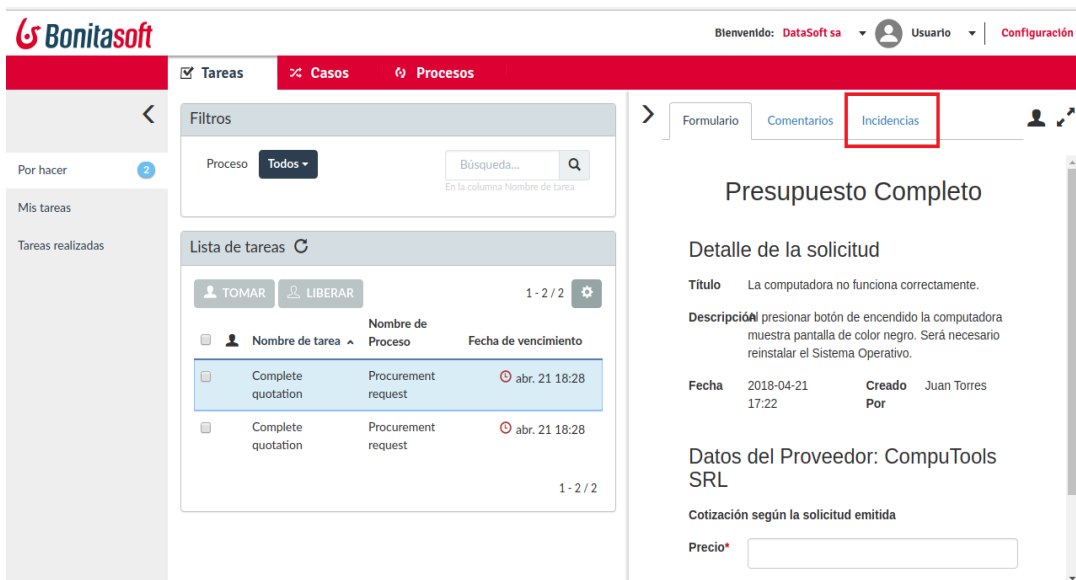 Bonitasoft
Bienvenido: DataSoft sa Usuario Configuración
Tareas Casos Procesos
Por hacer 2
Mis tareas
Tareas realizadas
Filtros
Proceso Todos Búsqueda...
En la columna Nombre de tarea
Lista de tareas
TOMAR LIBERAR 1 - 2 / 2
Nombre de tarea Nombre de Proceso Fecha de vencimiento
Complete quotation Procurement request abr. 21 18:28
Complete quotation Procurement request abr. 21 18:28
1 - 2 / 2
Formulario Comentarios Incidencias
Presupuesto Completo
Detalle de la solicitud
Título La computadora no funciona correctamente.
Descripción Al presionar botón de encendido la computadora
muestra pantalla de color negro. Será necesario
reinstalar el Sistema Operativo.
Fecha 2018-04-21 17:22 Creado Por Juan Torres
Datos del Proveedor: CompuTools
SRL
Cotización según la solicitud emitida
Precio*